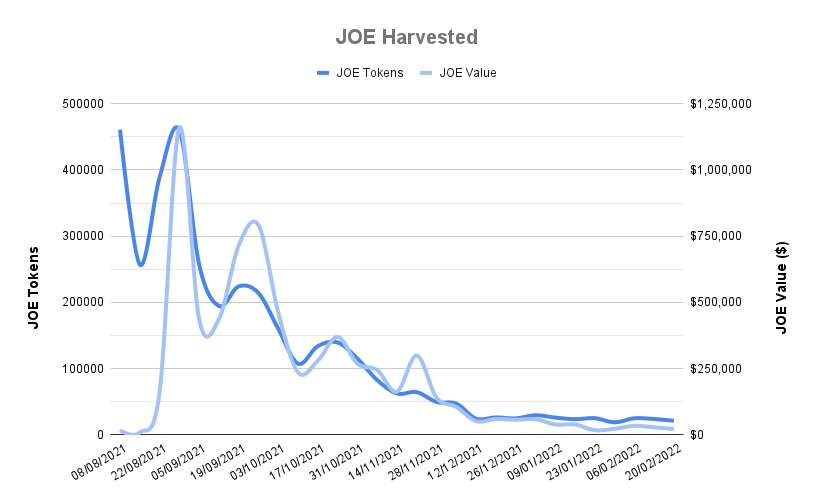 JOE Harvested
JOE Tokens JOE Value
500000 $1,250,000
400000 $1,000,000
300000 $750,000
200000 $500,000
100000 $250,000
0 $0
JOE Tokens
JOE Value ($)
08/08/2021 22/08/2021 05/09/2021 19/09/2021 03/10/2021 17/10/2021 31/10/2021 14/11/2021 28/11/2021 12/12/2021 26/12/2021 09/01/2022 23/01/2022 06/02/2022 20/02/2022